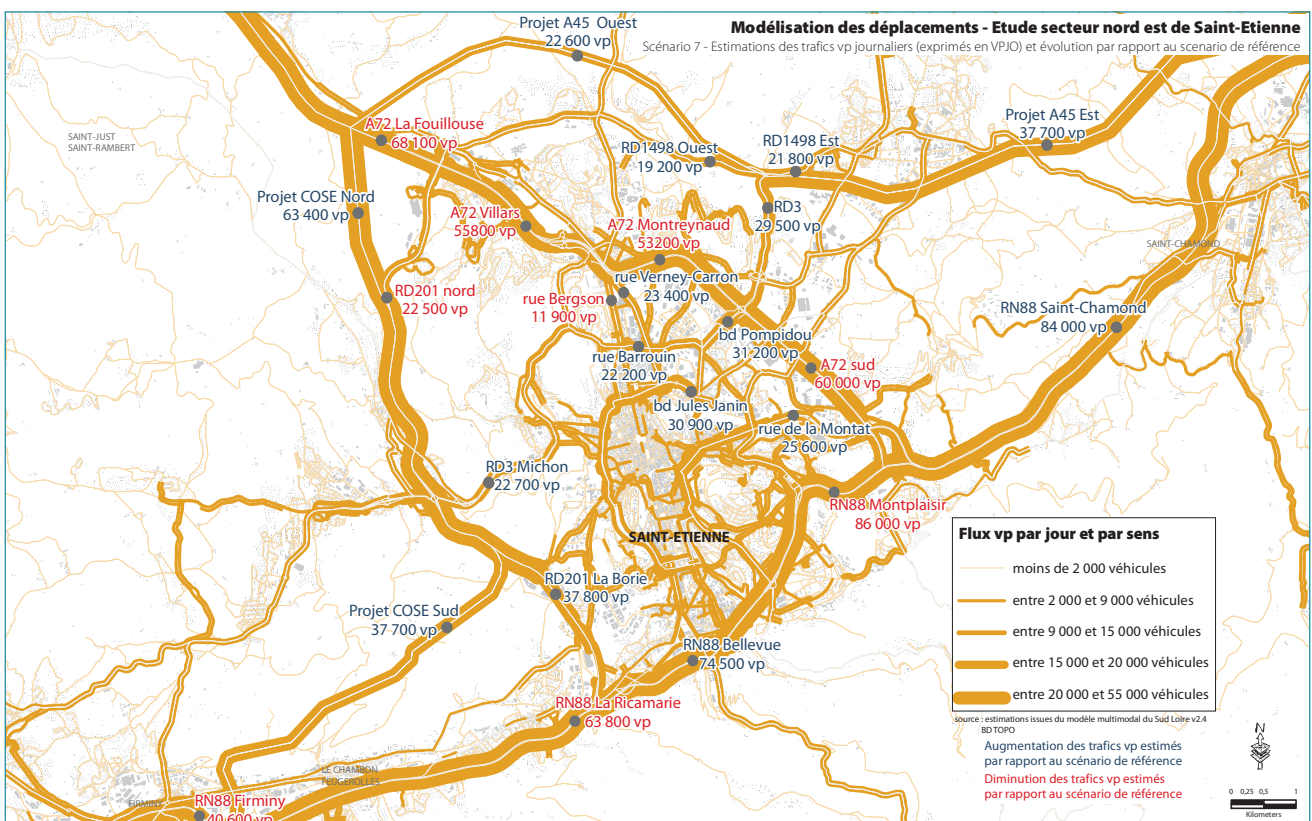 Modélisation des déplacements - Etude secteur nord est de Saint-Etienne
Scénario 7 - Estimations des trafics vp journaliers (exprimés en VPJO) et évolution par rapport au scenario de référence
Projet A45 Ouest
22 600 vp
Projet A45 Est
37 700 vp
A72 La Fouillouse
68 100 vp
SAINT-JUST
SAINT-RAMBERT
RD1498 Ouest
19 200 vp
RD1498 Est
21 800 vp
Projet COSE Nord
63 400 vp
A72 Villars
55800 vp
A72 Montreynaud
53200 vp
RD3
29 500 vp
SAINT-CHAMOND
rue Verney-Carron
23 400 vp
RD201 nord
22 500 vp
rue Bergson
11 900 vp
RN88 Saint-Chamond
84 000 vp
bd Pompidou
31 200 vp
rue Barrouin
22 200 vp
A72 sud
60 000 vp
bd Jules Janin
30 900 vp
rue de la Montat
25 600 vp
RD3 Michon
22 700 vp
RN88 Montplaisir
86 000 vp
SAINT-ETIENNE
RD201 La Borie
37 800 vp
Projet COSE Sud
37 700 vp
RN88 Bellevue
74 500 vp
RN88 La Ricamarie
63 800 vp
LE CHAMBON
FEUGEROLLES
FIRMINY
RN88 Firminy
40 600 vp
Flux vp par jour et par sens
moins de 2 000 véhicules
entre 2 000 et 9 000 véhicules
entre 9 000 et 15 000 véhicules
entre 15 000 et 20 000 véhicules
entre 20 000 et 55 000 véhicules
source : estimations issues du modèle multimodal du Sud Loire v2.4
BD TOPO
Augmentation des trafics vp estimés
par rapport au scénario de référence
Diminution des trafics vp estimés
par rapport au scénario de référence
N
0 0,25 0,5 1
Kilometers